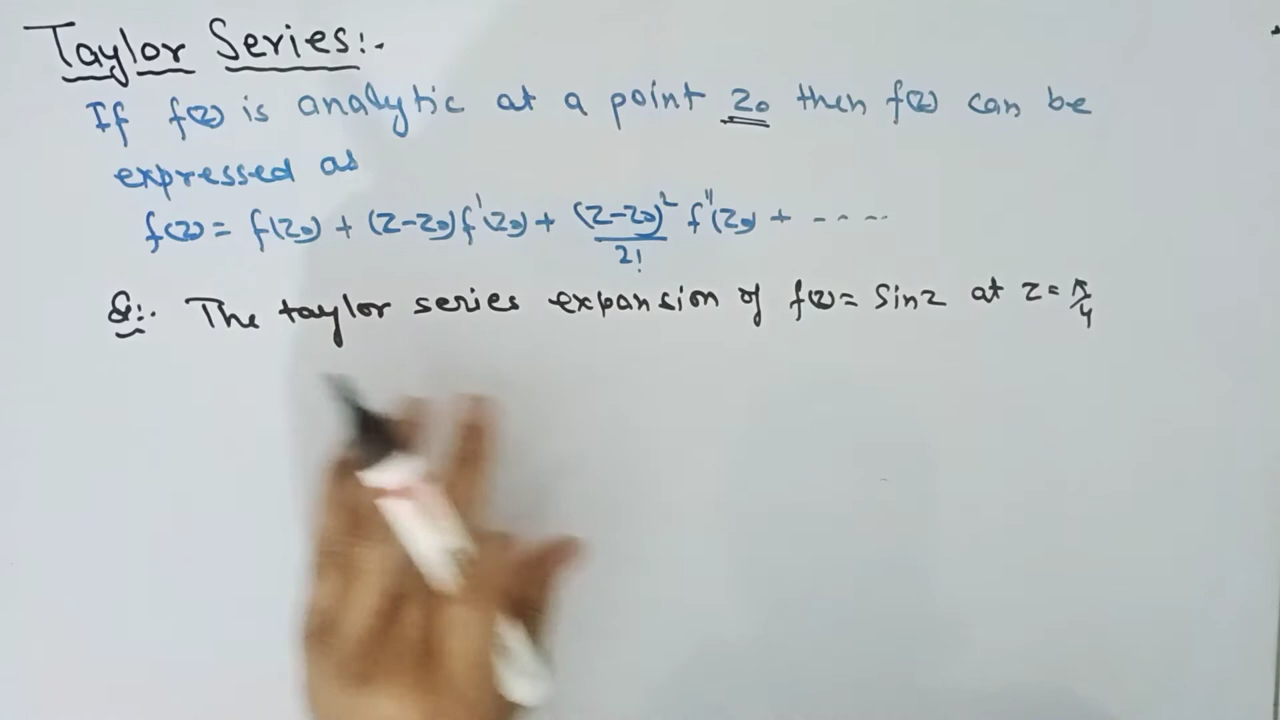 Taylor Series:-
If f(z) is analytic at a point z₀ then f(z) can be
expressed as
f(z) = f(z₀) + (z-z₀)f'(z₀) + (z-z₀)²/2! f''(z₀) + - - - -
Q:- The taylor series expansion of f(z) = Sinz at z = π/4